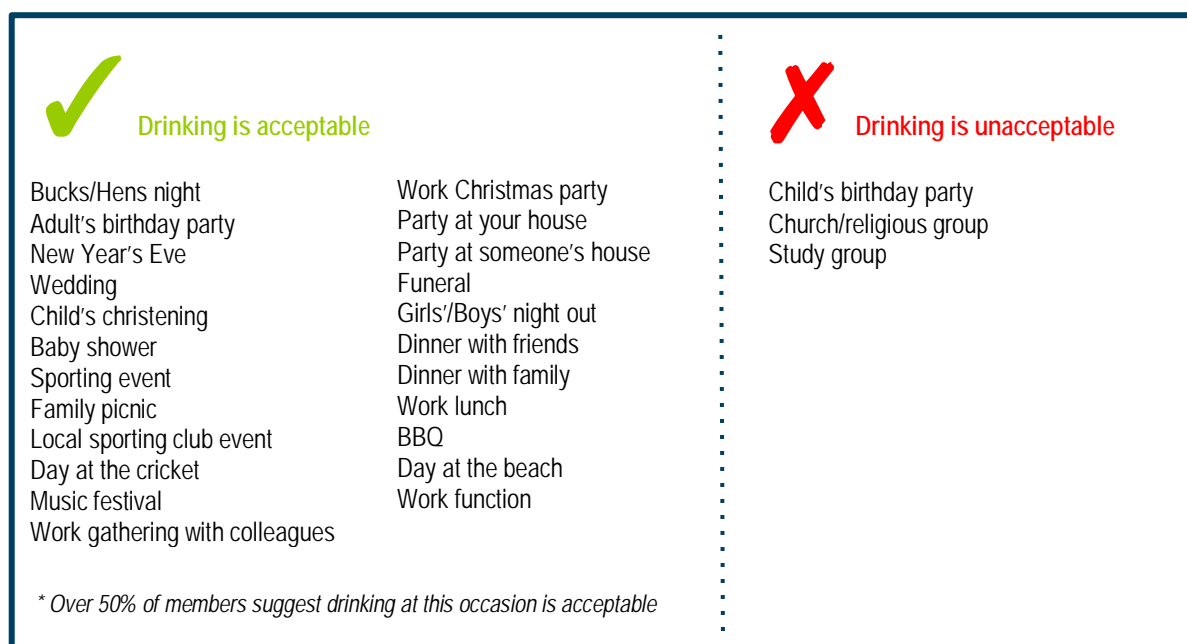 Drinking is acceptable
Bucks/Hens night
Adult's birthday party
New Year's Eve
Wedding
Child's christening
Baby shower
Sporting event
Family picnic
Local sporting club event
Day at the cricket
Music festival
Work gathering with colleagues
Work Christmas party
Party at your house
Party at someone's house
Funeral
Girls'/Boys' night out
Dinner with friends
Dinner with family
Work lunch
BBQ
Day at the beach
Work function
* Over 50% of members suggest drinking at this occasion is acceptable
Drinking is unacceptable
Child's birthday party
Church/religious group
Study group